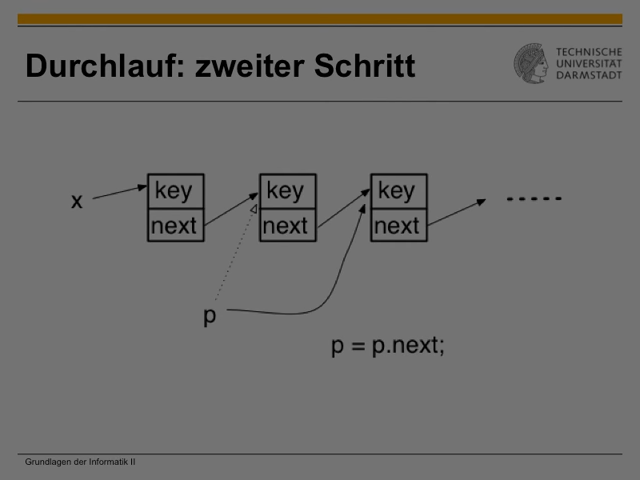 Durchlauf: zweiter Schritt
TECHNISCHE
UNIVERSITÄT
DARMSTADT
x
key
next
key
next
key
next
p
p = p.next;
Grundlagen der Informatik II